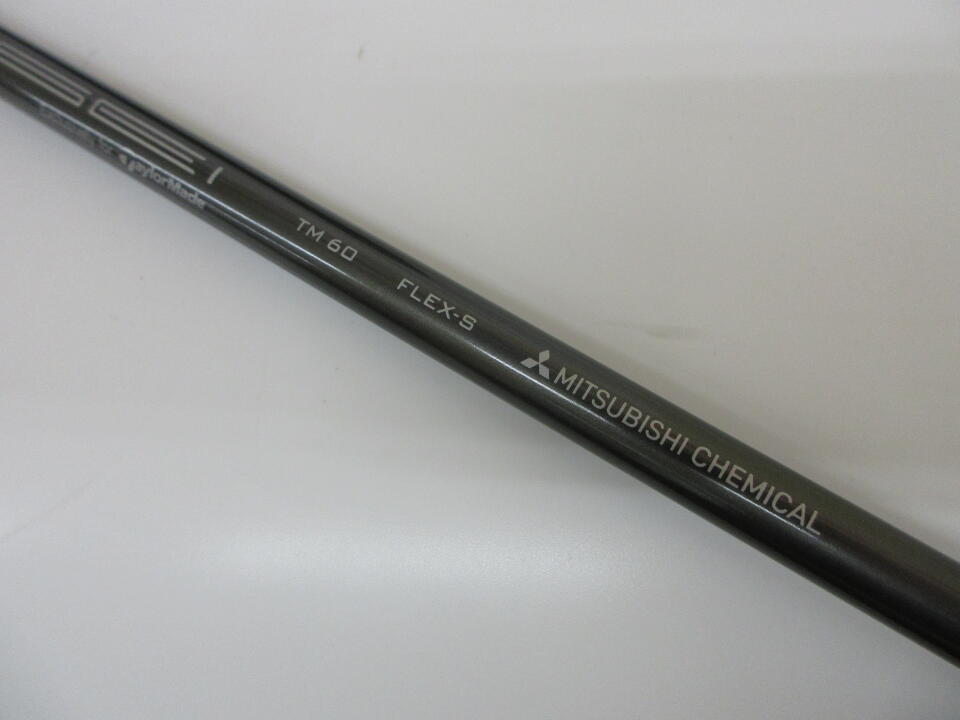 TaylorMade
TM 60
FLEX-S
MITSUBISHI CHEMICAL